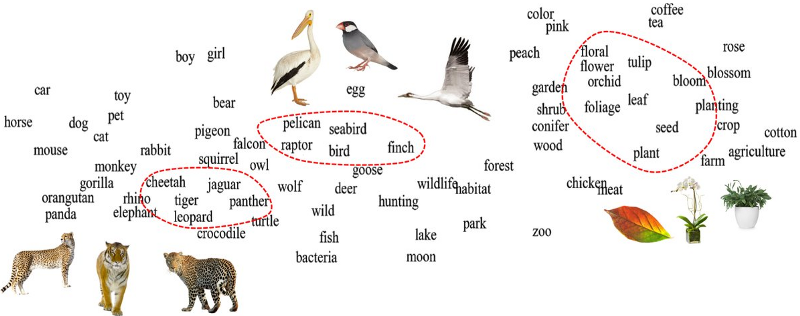 color
coffee
pink
tea
boy
girl
peach
floral
rose
flower
tulip
orchid
bloom
blossom
car
toy
egg
garden
bear
foliage
leaf
planting
shrub
horse
dog
pet
pigeon
pelican
seabird
conifer
seed
crop
cotton
cat
falcon
raptor
bird
finch
wood
plant
farm
agriculture
mouse
rabbit
squirrel
owl
goose
forest
monkey
gorilla
cheetah
jaguar
wolf
deer
wildlife
habitat
chicken
meat
orangutan
rhino
tiger
panther
hunting
panda
elephant
leopard
turtle
wild
park
crocodile
fish
lake
zoo
bacteria
moon